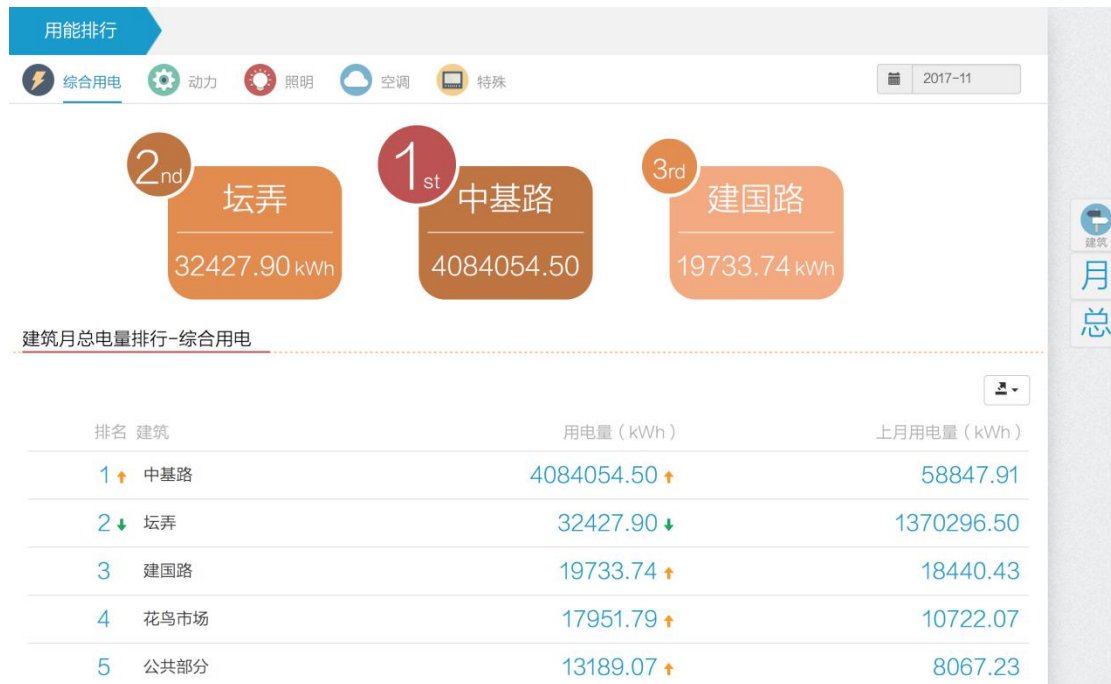 用能排行
综合用电 动力 照明 空调 特殊 2017-11
2nd 1st 3rd
坛弄 中基路 建国路
32427.90 kWh 4084054.50 19733.74 kWh
建筑
月
总
建筑月总电量排行-综合用电
排名 建筑 用电量（kWh） 上月用电量（kWh）
1 中基路 4084054.50 58847.91
2 坛弄 32427.90 1370296.50
3 建国路 19733.74 18440.43
4 花鸟市场 17951.79 10722.07
5 公共部分 13189.07 8067.23